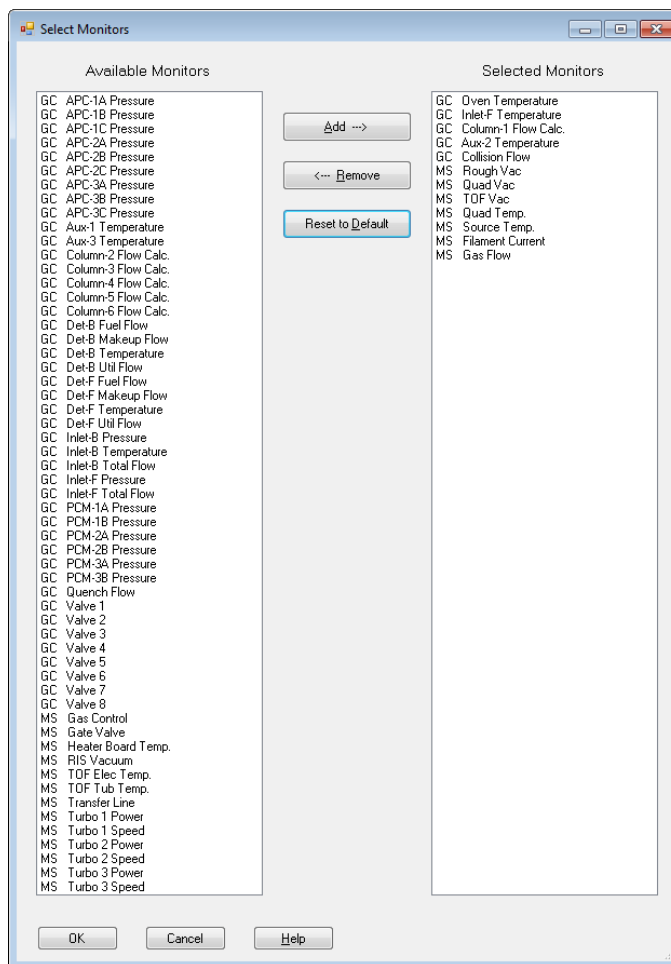 Select Monitors
Available Monitors
GC APC-1A Pressure
GC APC-1B Pressure
GC APC-1C Pressure
GC APC-2A Pressure
GC APC-2B Pressure
GC APC-2C Pressure
GC APC-3A Pressure
GC APC-3B Pressure
GC APC-3C Pressure
GC Aux-1 Temperature
GC Aux-3 Temperature
GC Column-2 Flow Calc.
GC Column-3 Flow Calc.
GC Column-4 Flow Calc.
GC Column-5 Flow Calc.
GC Column-6 Flow Calc.
GC Det-B Fuel Flow
GC Det-B Makeup Flow
GC Det-B Temperature
GC Det-B Util Flow
GC Det-F Fuel Flow
GC Det-F Makeup Flow
GC Det-F Temperature
GC Det-F Util Flow
GC Inlet-B Pressure
GC Inlet-B Temperature
GC Inlet-B Total Flow
GC Inlet-F Pressure
GC Inlet-F Total Flow
GC PCM-1A Pressure
GC PCM-1B Pressure
GC PCM-2A Pressure
GC PCM-2B Pressure
GC PCM-3A Pressure
GC PCM-3B Pressure
GC Quench Flow
GC Valve 1
GC Valve 2
GC Valve 3
GC Valve 4
GC Valve 5
GC Valve 6
GC Valve 7
GC Valve 8
MS Gas Control
MS Gate Valve
MS Heater Board Temp.
MS RIS Vacuum
MS TOF Elec Temp.
MS TOF Tub Temp.
MS Transfer Line
MS Turbo 1 Power
MS Turbo 1 Speed
MS Turbo 2 Power
MS Turbo 2 Speed
MS Turbo 3 Power
MS Turbo 3 Speed
Add --->
<--- Remove
Reset to Default
Selected Monitors
GC Oven Temperature
GC Inlet-F Temperature
GC Column-1 Flow Calc.
GC Aux-2 Temperature
GC Collision Flow
MS Rough Vac
MS Quad Vac
MS TOF Vac
MS Quad Temp.
MS Source Temp.
MS Filament Current
MS Gas Flow
OK
Cancel
Help